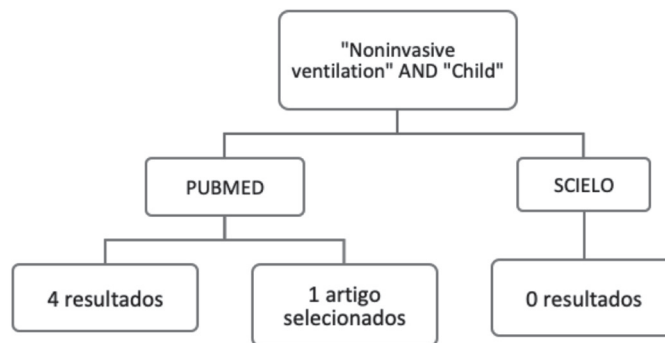 "Noninvasive
ventilation" AND "Child"
PUBMED
SCIELO
4 resultados
1 artigo
selecionados
0 resultados